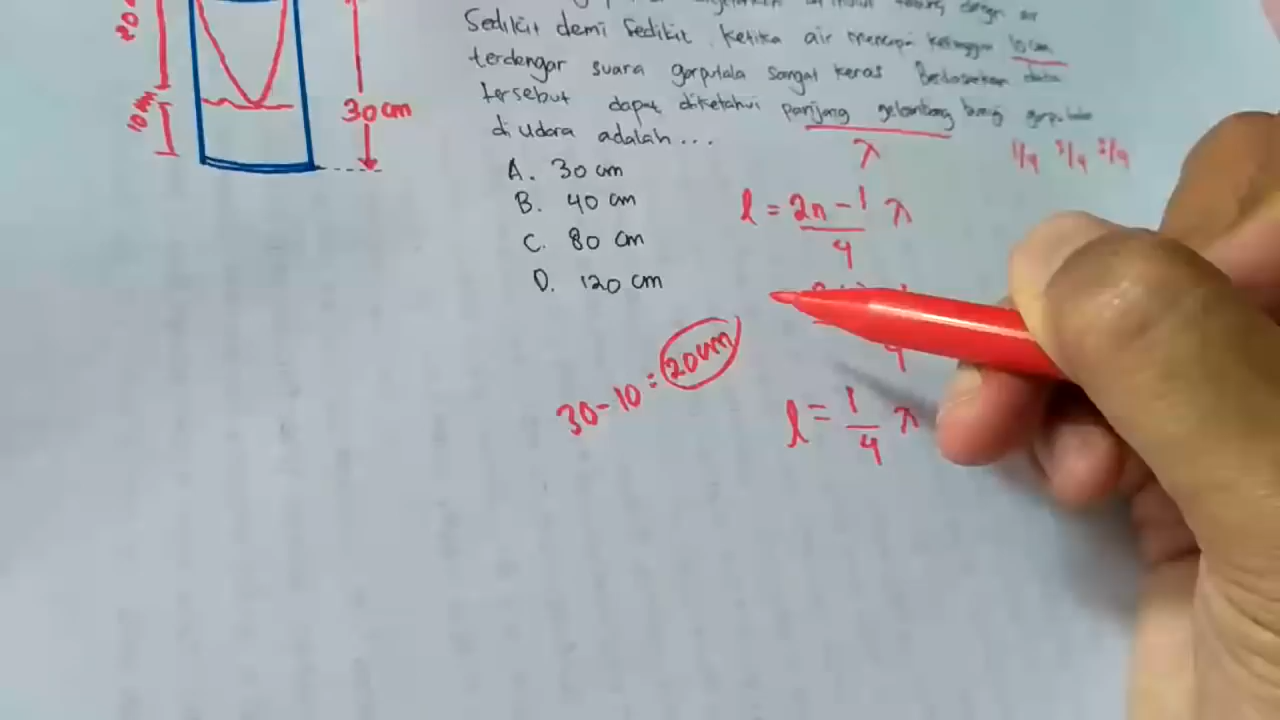 20
10 cm
30 cm
air
Sedikit demi Sedikit. Ketika air mencapai ketinggian 10 cm
terdengar suara garputala sangat keras Berdasarkan data
tersebut dapat diketahui panjang gelombang bunyi garputala
di udara adalah...
λ
1/4 3/4 5/4
A. 30 cm
B. 40 cm
C. 80 cm
D. 120 cm
l = 2n - 1 λ
4
4
30 - 10 = 20 cm
l = 1 λ
4